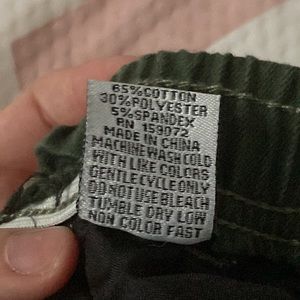 65%COTTON
30%POLYESTER
5%SPANDEX
RN 159072
MADE IN CHINA
MACHINE WASH COLD
WITH LIKE COLORS
GENTLE CYCLE ONLY
DO NOT USE BLEACH
TUMBLE DRY LOW
NON COLOR FAST